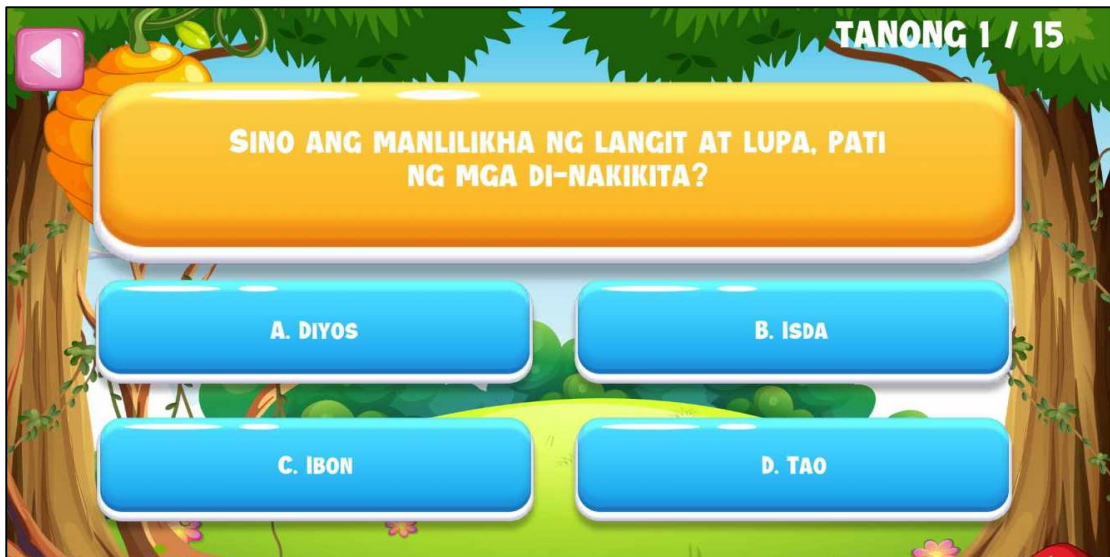 TANONG 1 / 15
SINO ANG MANLILIKHA NG LANGIT AT LUPA, PATI
NG MGA DI-NAKIKITA?
A. DIYOS
B. ISDA
C. IBON
D. TAO